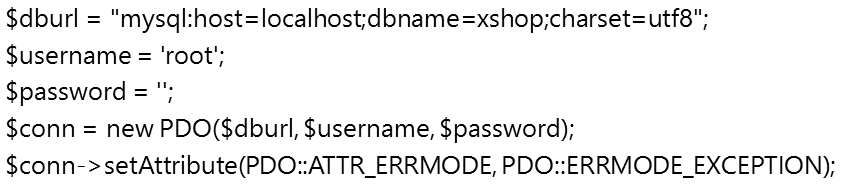 $dburl = "mysql:host=localhost;dbname=xshop;charset=utf8";
$username = 'root';
$password = '';
$conn = new PDO($dburl, $username, $password);
$conn->setAttribute(PDO::ATTR_ERRMODE, PDO::ERRMODE_EXCEPTION);